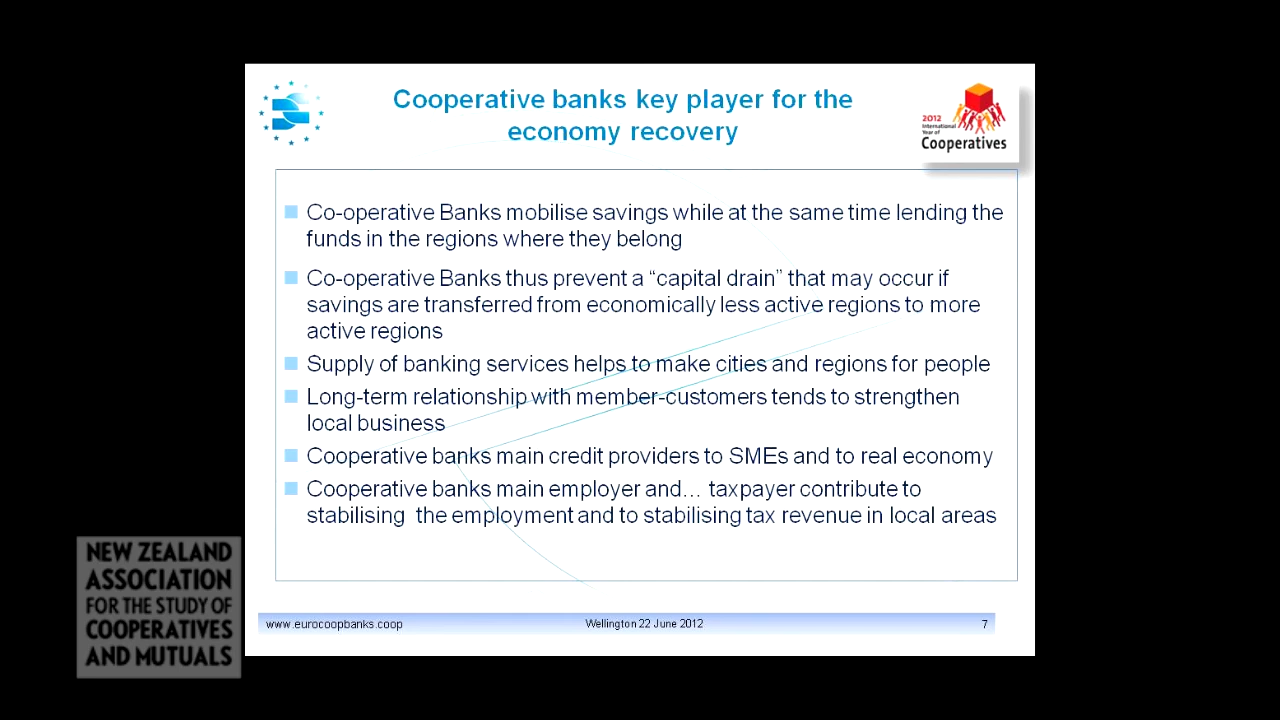 Cooperative banks key player for the
economy recovery
2012
International
Year of
Cooperatives
Co-operative Banks mobilise savings while at the same time lending the
funds in the regions where they belong
Co-operative Banks thus prevent a “capital drain” that may occur if
savings are transferred from economically less active regions to more
active regions
Supply of banking services helps to make cities and regions for people
Long-term relationship with member-customers tends to strengthen
local business
Cooperative banks main credit providers to SMEs and to real economy
Cooperative banks main employer and… taxpayer contribute to
stabilising the employment and to stabilising tax revenue in local areas
NEW ZEALAND
ASSOCIATION
FOR THE STUDY OF
COOPERATIVES
AND MUTUALS
www.eurocoopbanks.coop Wellington 22 June 2012 7